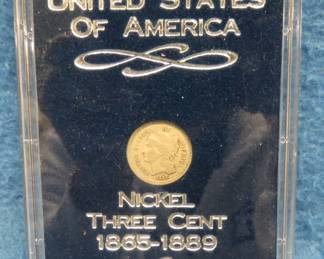 UNITED STATES
OF AMERICA
NICKEL
THREE CENT
1865-1889